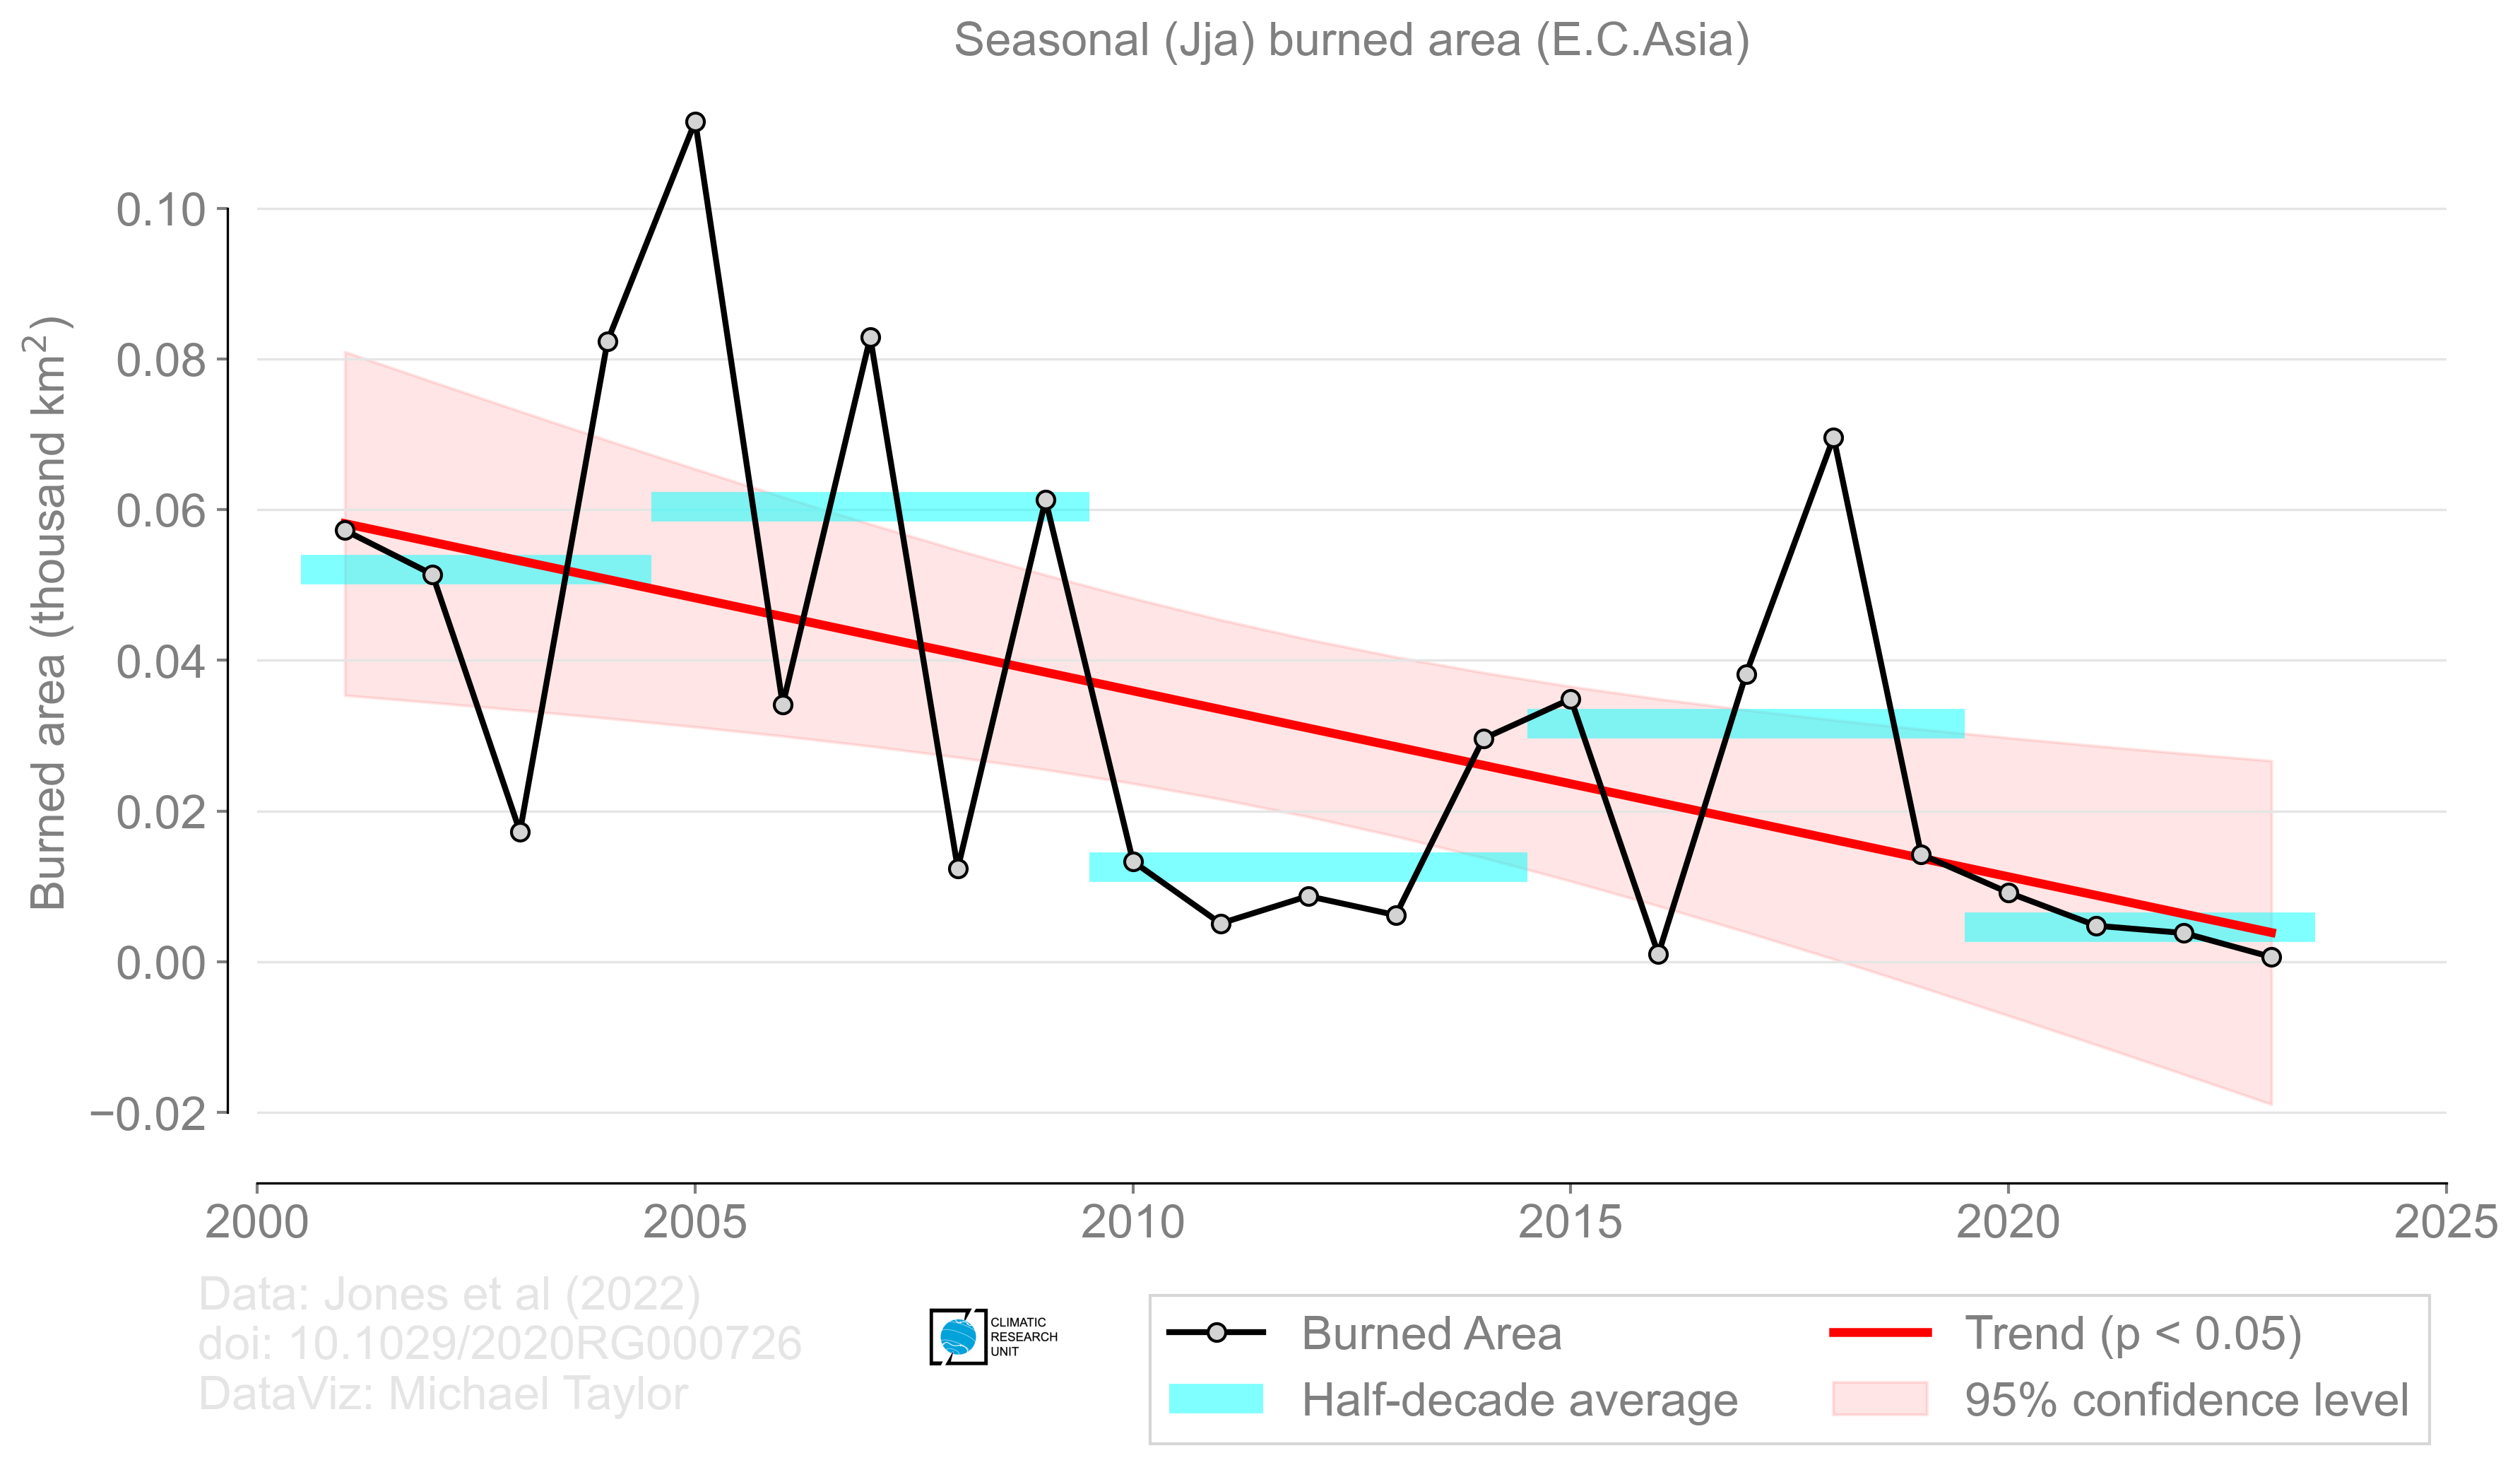 Seasonal (Jja) burned area (E.C.Asia)
Burned area (thousand km²)
0.10
0.08
0.06
0.04
0.02
0.00
−0.02
2000
2005
2010
2015
2020
2025
Data: Jones et al (2022)
doi: 10.1029/2020RG000726
DataViz: Michael Taylor
CLIMATIC
RESEARCH
UNIT
Burned Area
Half-decade average
Trend (p < 0.05)
95% confidence level